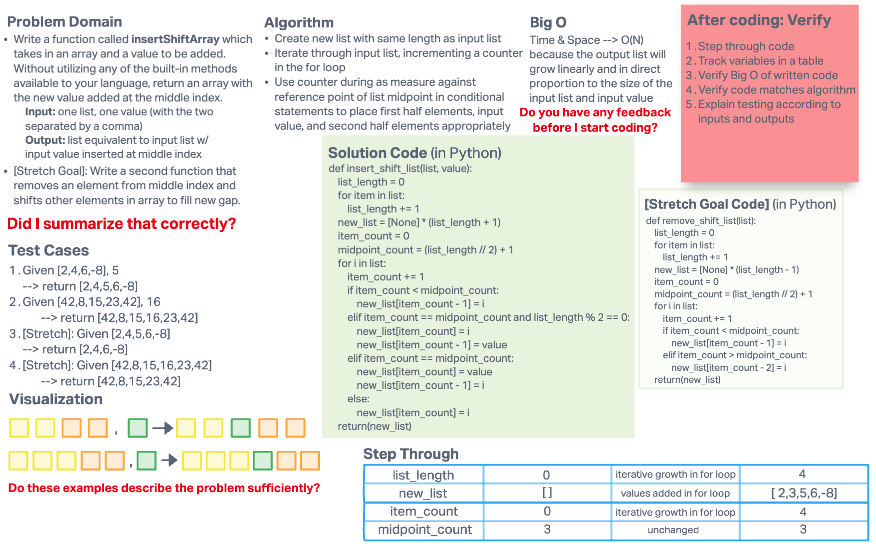 Problem Domain
• Write a function called insertShiftArray which
takes in an array and a value to be added.
Without utilizing any of the built-in methods
available to your language, return an array with
the new value added at the middle index.
Input: one list, one value (with the two
separated by a comma)
Output: list equivalent to input list w/
input value inserted at middle index
• [Stretch Goal]: Write a second function that
removes an element from middle index and
shifts other elements in array to fill new gap.
Did I summarize that correctly?
Test Cases
1. Given [2,4,6,-8], 5
--> return [2,4,5,6,-8]
2. Given [42,8,15,23,42], 16
--> return [42,8,15,16,23,42]
3. [Stretch]: Given [2,4,5,6,-8]
--> return [2,4,6,-8]
4. [Stretch]: Given [42,8,15,16,23,42]
--> return [42,8,15,23,42]
Visualization
,
,
Do these examples describe the problem sufficiently?
Algorithm
• Create new list with same length as input list
• Iterate through input list, incrementing a counter
in the for loop
• Use counter during as measure against
reference point of list midpoint in conditional
statements to place first half elements, input
value, and second half elements appropriately
Big O
Time & Space --> O(N)
because the output list will
grow linearly and in direct
proportion to the size of the
input list and input value
Do you have any feedback
before I start coding?
After coding: Verify
1. Step through code
2. Track variables in a table
3. Verify Big O of written code
4. Verify code matches algorithm
5. Explain testing according to
inputs and outputs
Solution Code (in Python)
def insert_shift_list(list, value):
list_length = 0
for item in list:
list_length += 1
new_list = [None] * (list_length + 1)
item_count = 0
midpoint_count = (list_length // 2) + 1
for i in list:
item_count += 1
if item_count < midpoint_count:
new_list[item_count - 1] = i
elif item_count == midpoint_count and list_length % 2 == 0:
new_list[item_count] = i
new_list[item_count - 1] = value
elif item_count == midpoint_count:
new_list[item_count] = value
new_list[item_count - 1] = i
else:
new_list[item_count] = i
return(new_list)
[Stretch Goal Code] (in Python)
def remove_shift_list(list):
list_length = 0
for item in list:
list_length += 1
new_list = [None] * (list_length - 1)
item_count = 0
midpoint_count = (list_length // 2) + 1
for i in list:
item_count += 1
if item_count < midpoint_count:
new_list[item_count - 1] = i
elif item_count > midpoint_count:
new_list[item_count - 2] = i
return(new_list)
Step Through
list_length 0 iterative growth in for loop 4
new_list [ ] values added in for loop [ 2,3,5,6,-8]
item_count 0 iterative growth in for loop 4
midpoint_count 3 unchanged 3